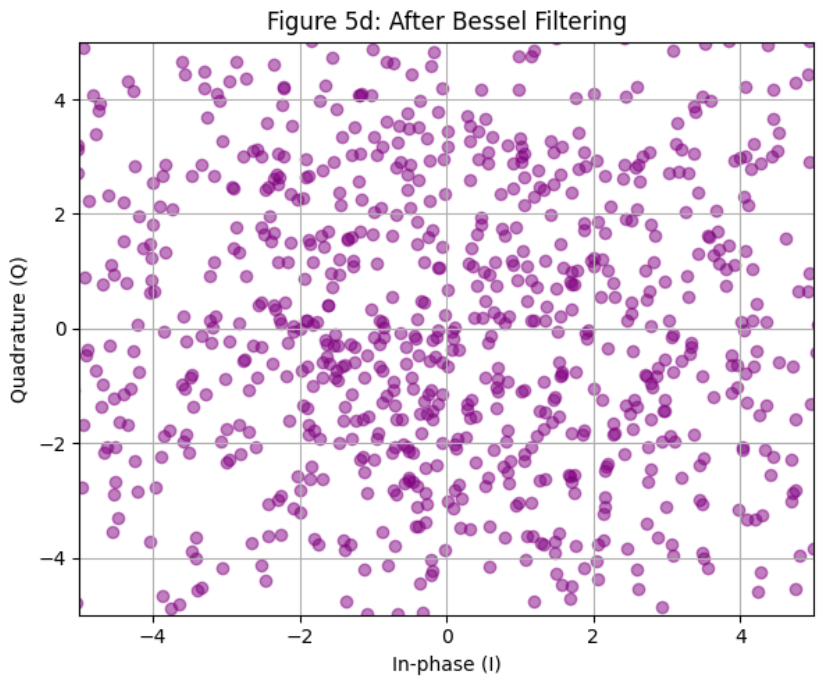 Figure 5d: After Bessel Filtering
4
2
0
−2
−4
Quadrature (Q)
−4 −2 0 2 4
In-phase (I)